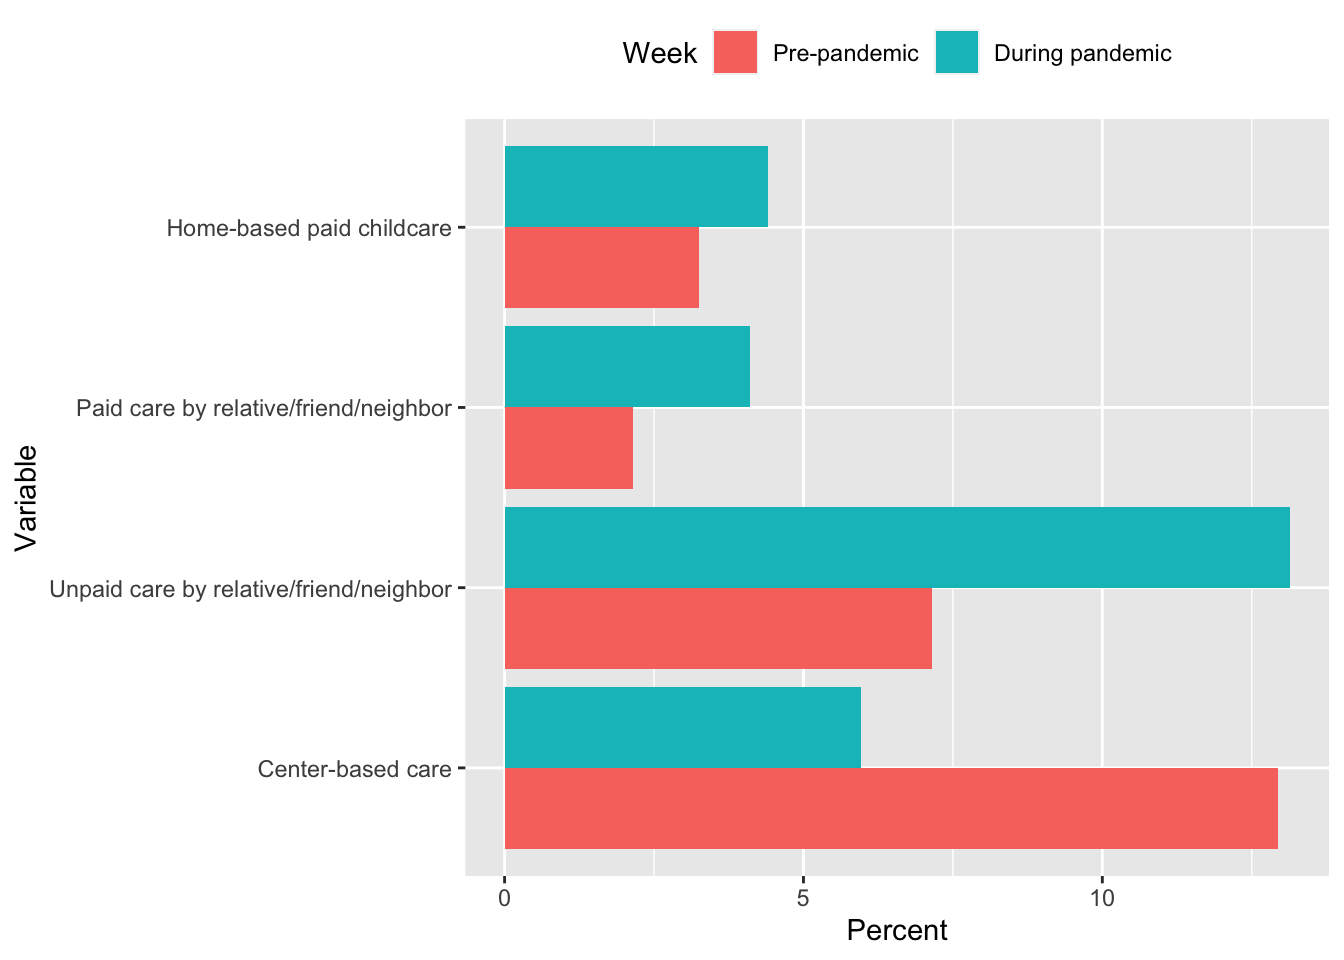 Week Pre-pandemic During pandemic
Home-based paid childcare
Paid care by relative/friend/neighbor
Variable
Unpaid care by relative/friend/neighbor
Center-based care
0 5 10
Percent